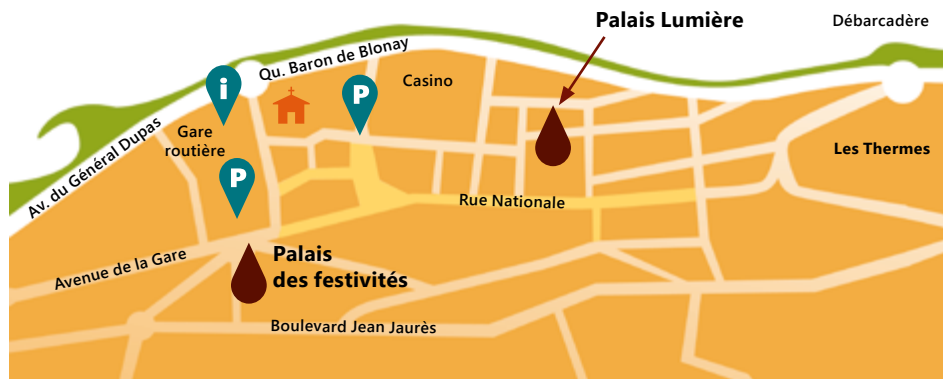 Palais Lumière
Débarcadère
Qu. Baron de Blonay
Casino
i
P
Gare
routière
Av. du Général Dupas
Les Thermes
P
Rue Nationale
Palais
des festivités
Avenue de la Gare
Boulevard Jean Jaurès